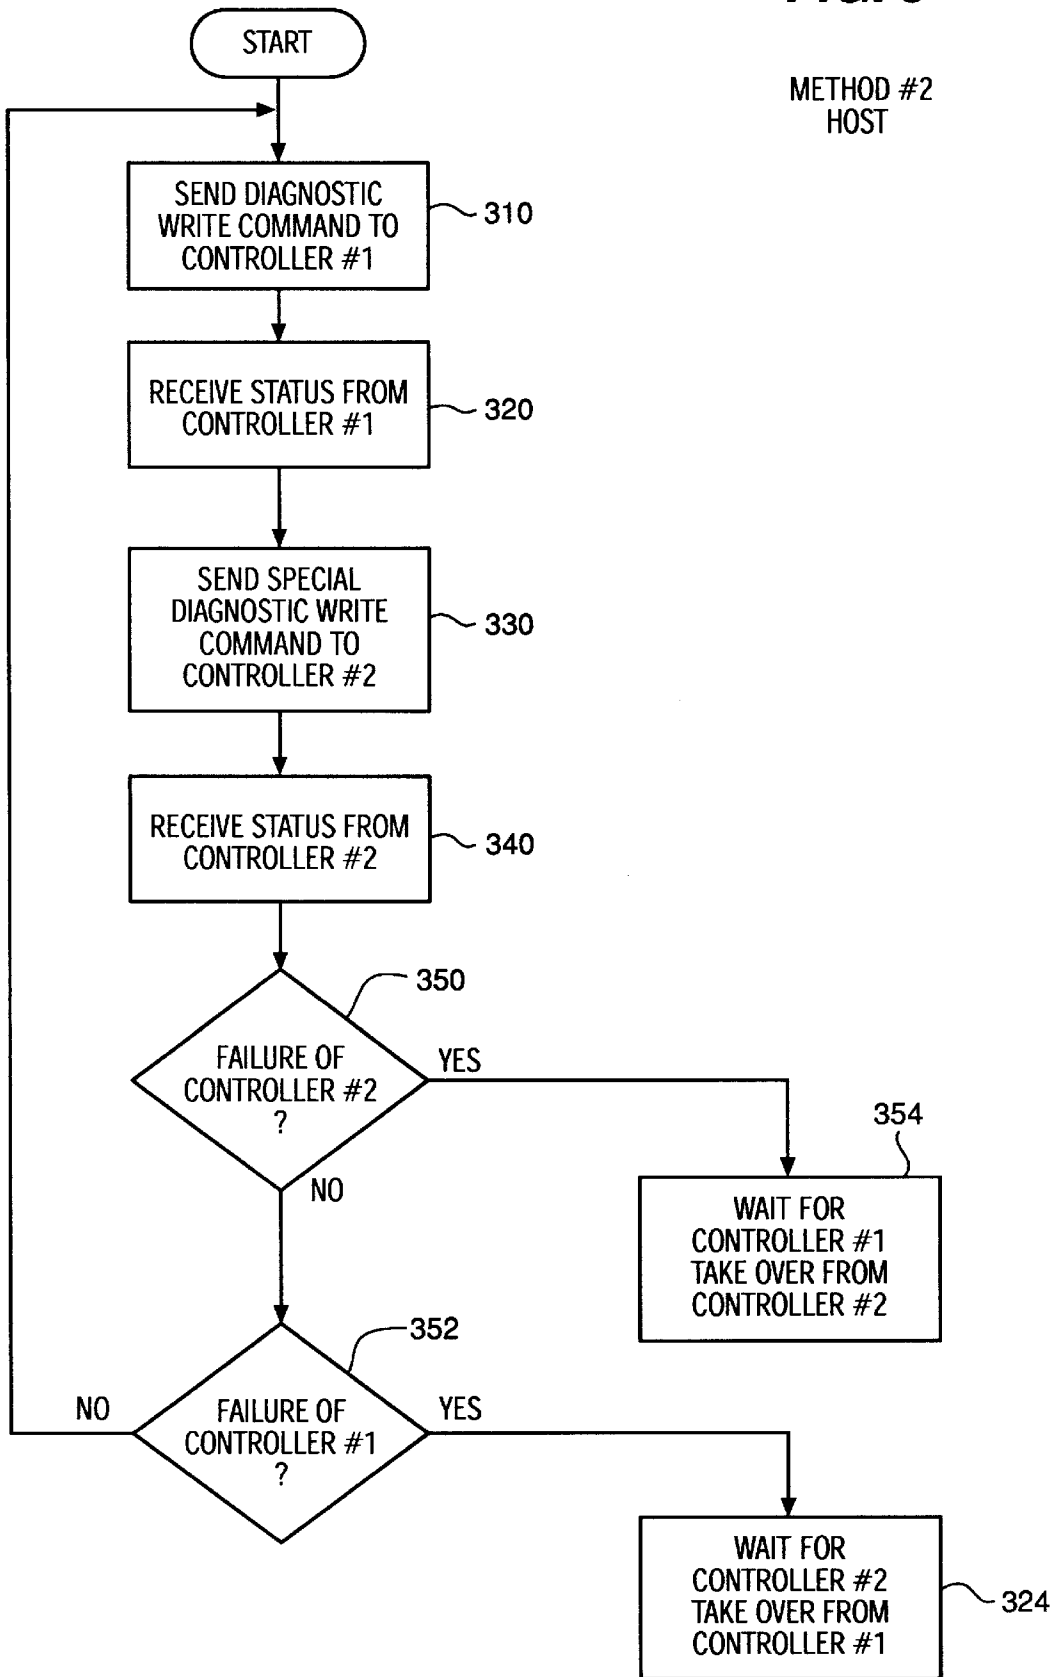 START
METHOD #2
HOST
SEND DIAGNOSTIC
WRITE COMMAND TO
CONTROLLER #1
310
RECEIVE STATUS FROM
CONTROLLER #1
320
SEND SPECIAL
DIAGNOSTIC WRITE
COMMAND TO
CONTROLLER #2
330
RECEIVE STATUS FROM
CONTROLLER #2
340
350
FAILURE OF
CONTROLLER #2
?
YES
NO
354
WAIT FOR
CONTROLLER #1
TAKE OVER FROM
CONTROLLER #2
352
NO
FAILURE OF
CONTROLLER #1
?
YES
WAIT FOR
CONTROLLER #2
TAKE OVER FROM
CONTROLLER #1
324